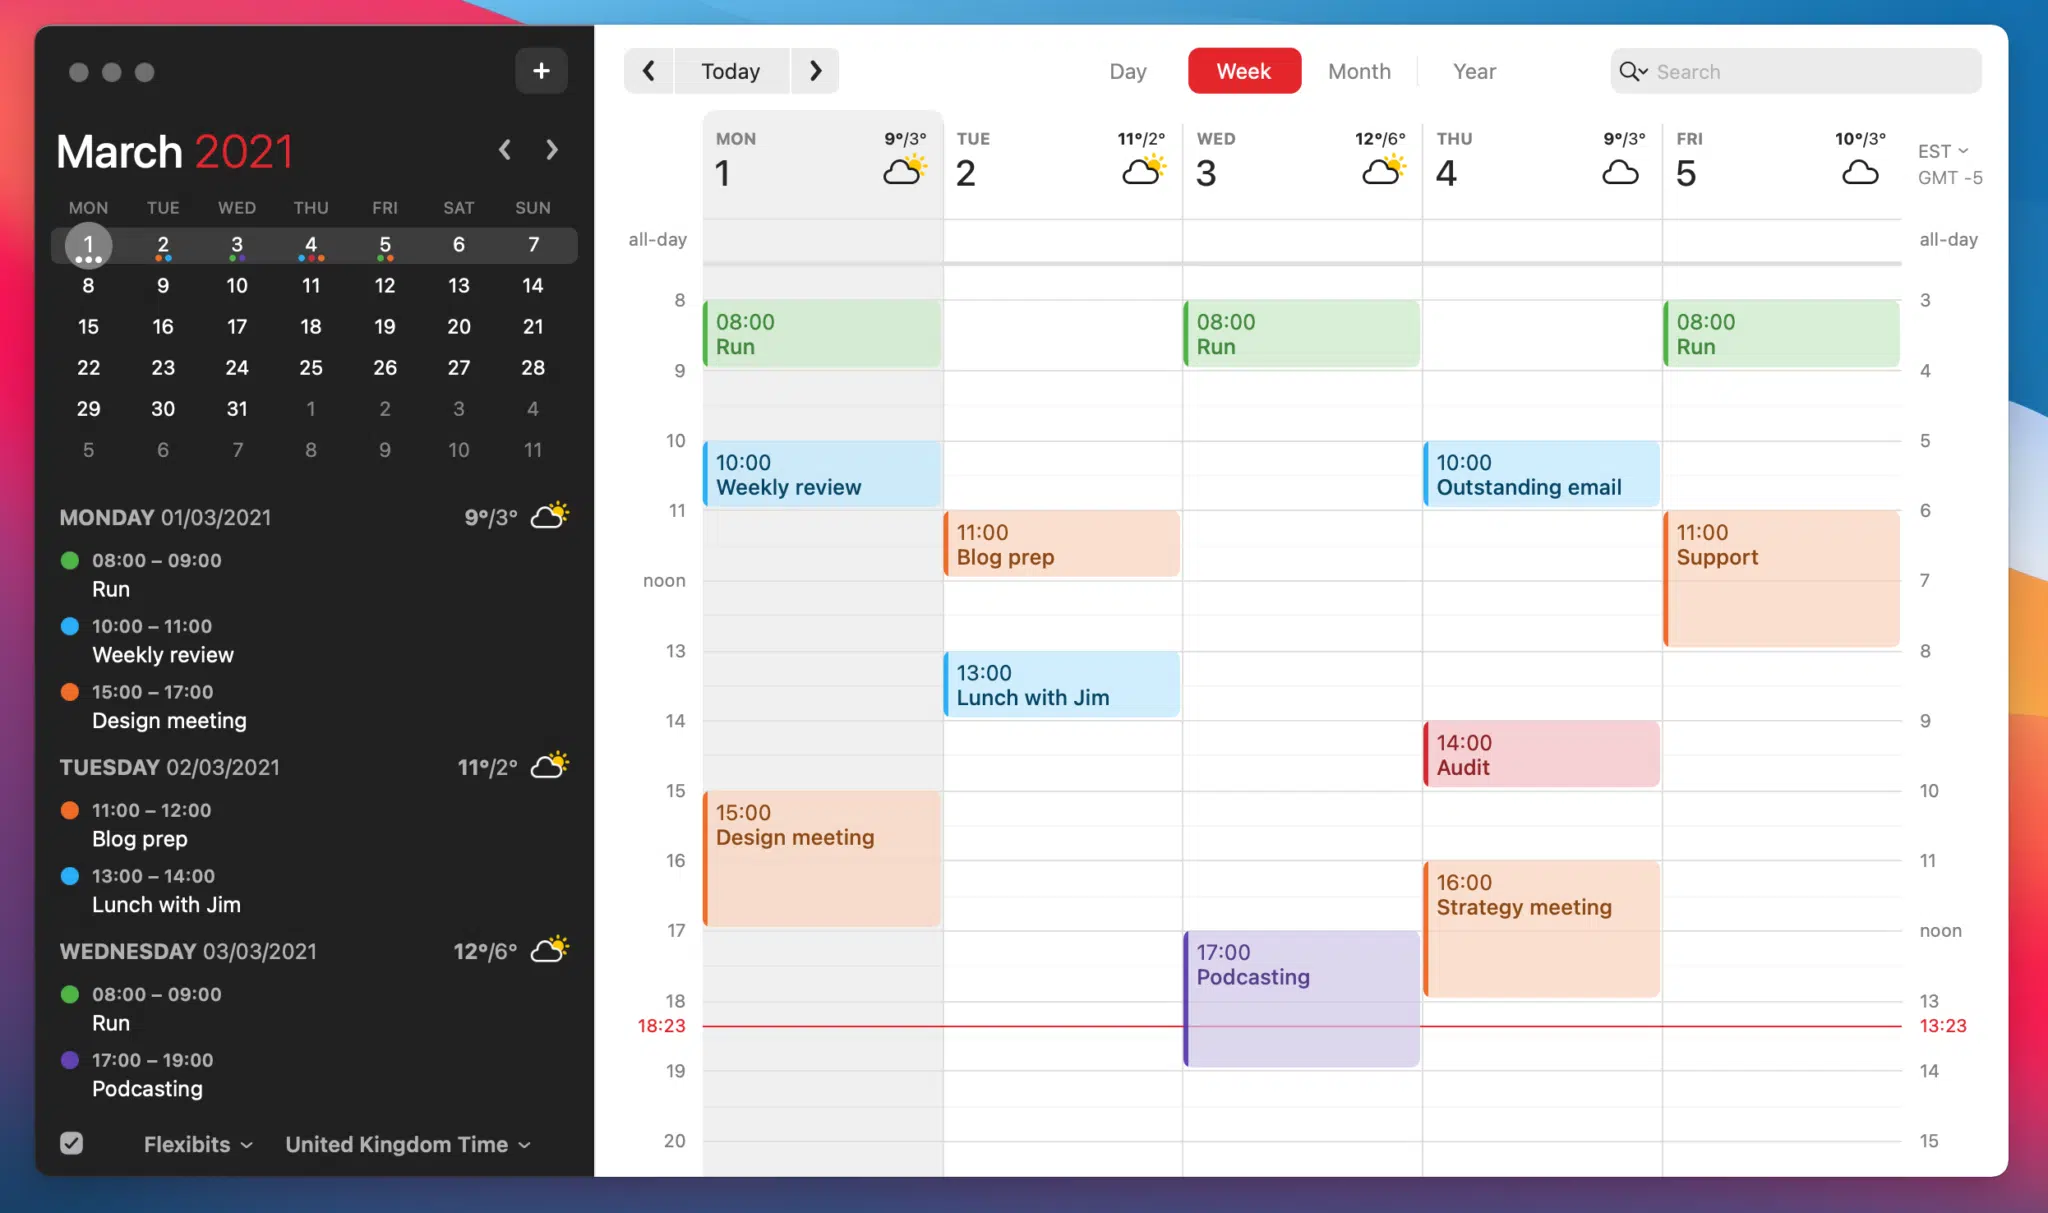 +
March 2021
MON TUE WED THU FRI SAT SUN
1 2 3 4 5 6 7
8 9 10 11 12 13 14
15 16 17 18 19 20 21
22 23 24 25 26 27 28
29 30 31 1 2 3 4
5 6 7 8 9 10 11
MONDAY 01/03/2021 9°/3°
08:00 – 09:00
Run
10:00 – 11:00
Weekly review
15:00 – 17:00
Design meeting
TUESDAY 02/03/2021 11°/2°
11:00 – 12:00
Blog prep
13:00 – 14:00
Lunch with Jim
WEDNESDAY 03/03/2021 12°/6°
08:00 – 09:00
Run
17:00 – 19:00
Podcasting
Flexibits United Kingdom Time
Today Day Week Month Year Search
MON 9°/3° TUE 11°/2° WED 12°/6° THU 9°/3° FRI 10°/3°
1 2 3 4 5
EST
GMT -5
all-day all-day
8 3
08:00 08:00 08:00
Run Run Run
9 4
10 5
10:00 10:00
Weekly review Outstanding email
11 6
11:00 11:00
Blog prep Support
noon 7
13 8
13:00
Lunch with Jim
14 9
14:00
Audit
15 10
15:00
Design meeting
16 11
16:00
Strategy meeting
17 noon
17:00
Podcasting
18 13
18:23 13:23
19 14
20 15